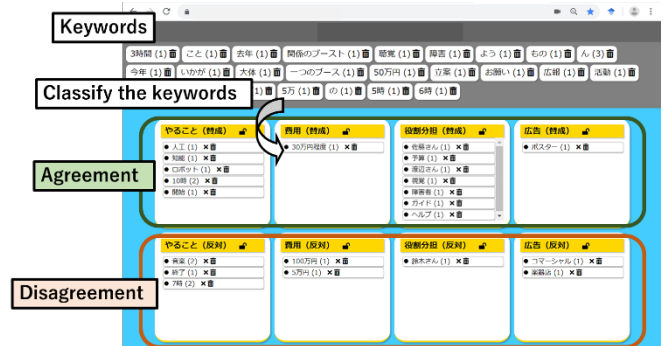 Keywords
3時間 (1) こと (1) 去年 (1) 関係のブースト (1) 聴覚 (1) 障害 (1) よう (1) もの (1) ん (3)
今年 (1) いかが (1) 大体 (1) 一つのブース (1) 50万円 (1) 立案 (1) お願い (1) 広報 (1) 活動 (1)
Classify the keywords
(1) 5万 (1) の (1) 5時 (1) 6時 (1)
Agreement
やること（賛成） 費用（賛成） 役割分担（賛成） 広告（賛成）
● 人工 (1) × ● 30万円程度 (1) × ● 佐藤さん (1) × ● ポスター (1) ×
● 知能 (1) × ● 予算 (1) ×
● ロボット (1) × ● 渡辺さん (1) ×
● 10時 (2) × ● 視覚 (1) ×
● 開始 (1) × ● 障害者 (1) ×
● ガイド (1) ×
● ヘルプ (1) ×
Disagreement
やること（反対） 費用（反対） 役割分担（反対） 広告（反対）
● 音楽 (2) × ● 100万円 (1) × ● 鈴木さん (1) × ● コマーシャル (1) ×
● 終了 (1) × ● 5万円 (1) × ● 楽器店 (1) ×
● 7時 (2) ×